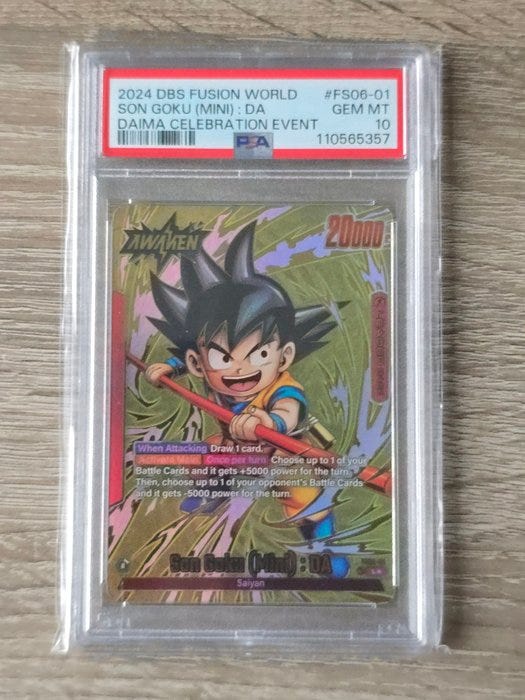 2024 DBS FUSION WORLD #FS06-01
SON GOKU (MINI) : DA GEM MT
DAIMA CELEBRATION EVENT 10
PSA 110565357
AWAKEN 20000
When Attacking Draw 1 card.
Activate Main Once per turn Choose up to 1 of your
Battle Cards and it gets +5000 power for the turn.
Then, choose up to 1 of your opponent's Battle Cards
and it gets -5000 power for the turn.
Son Goku (Mini) : DA
Saiyan